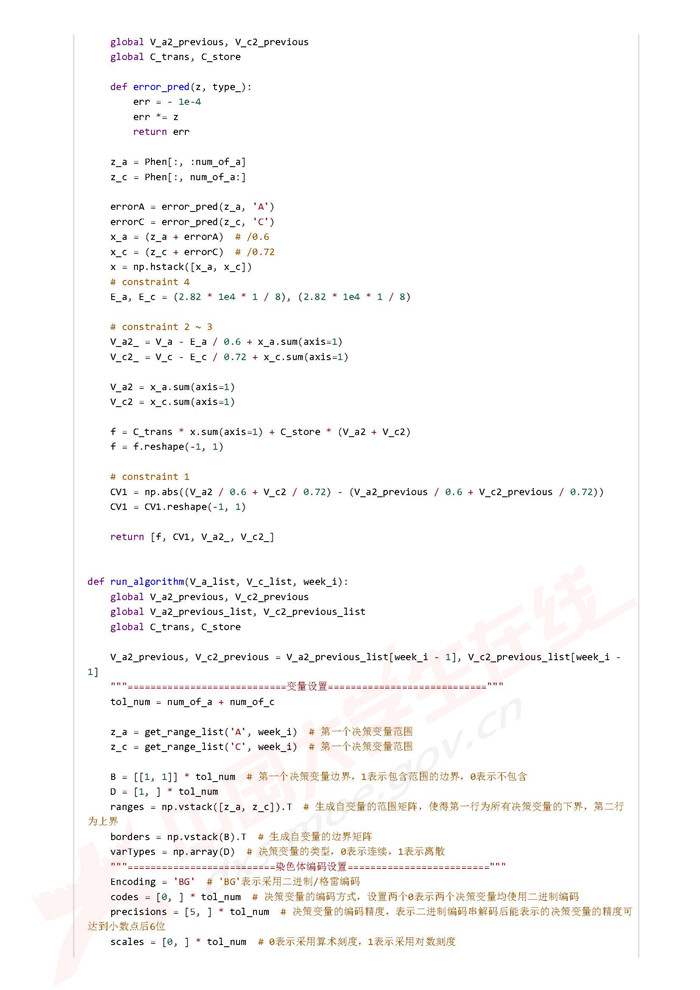 global V_a2_previous, V_c2_previous
global C_trans, C_store
def error_pred(z, type_):
err = - 1e-4
err *= z
return err
z_a = Phen[:, :num_of_a]
z_c = Phen[:, num_of_a:]
errorA = error_pred(z_a, 'A')
errorC = error_pred(z_c, 'C')
x_a = (z_a + errorA)  # /0.6
x_c = (z_c + errorC)  # /0.72
x = np.hstack([x_a, x_c])
# constraint 4
E_a, E_c = (2.82 * 1e4 * 1 / 8), (2.82 * 1e4 * 1 / 8)
# constraint 2 ~ 3
V_a2_ = V_a - E_a / 0.6 + x_a.sum(axis=1)
V_c2_ = V_c - E_c / 0.72 + x_c.sum(axis=1)
V_a2 = x_a.sum(axis=1)
V_c2 = x_c.sum(axis=1)
f = C_trans * x.sum(axis=1) + C_store * (V_a2 + V_c2)
f = f.reshape(-1, 1)
# constraint 1
CV1 = np.abs((V_a2 / 0.6 + V_c2 / 0.72) - (V_a2_previous / 0.6 + V_c2_previous / 0.72))
CV1 = CV1.reshape(-1, 1)
return [f, CV1, V_a2_, V_c2_]
def run_algorithm(V_a_list, V_c_list, week_i):
global V_a2_previous, V_c2_previous
global V_a2_previous_list, V_c2_previous_list
global C_trans, C_store
V_a2_previous, V_c2_previous = V_a2_previous_list[week_i - 1], V_c2_previous_list[week_i -
1]
"""============================变量设置============================"""
tol_num = num_of_a + num_of_c
z_a = get_range_list('A', week_i)  # 第一个决策变量范围
z_c = get_range_list('C', week_i)  # 第一个决策变量范围
B = [[1, 1]] * tol_num  # 第一个决策变量边界，1表示包含范围的边界，0表示不包含
D = [1, ] * tol_num
ranges = np.vstack([z_a, z_c]).T  # 生成自变量的范围矩阵，使得第一行为所有决策变量的下界，第二行
为上界
borders = np.vstack(B).T  # 生成自变量的边界矩阵
varTypes = np.array(D)  # 决策变量的类型，0表示连续，1表示离散
"""==========================染色体编码设置========================="""
Encoding = 'BG'  # 'BG'表示采用二进制/格雷编码
codes = [0, ] * tol_num  # 决策变量的编码方式，设置两个0表示两个决策变量均使用二进制编码
precisions = [5, ] * tol_num  # 决策变量的编码精度，表示二进制编码串解码后能表示的决策变量的精度可
达到小数点后6位
scales = [0, ] * tol_num  # 0表示采用算术刻度，1表示采用对数刻度